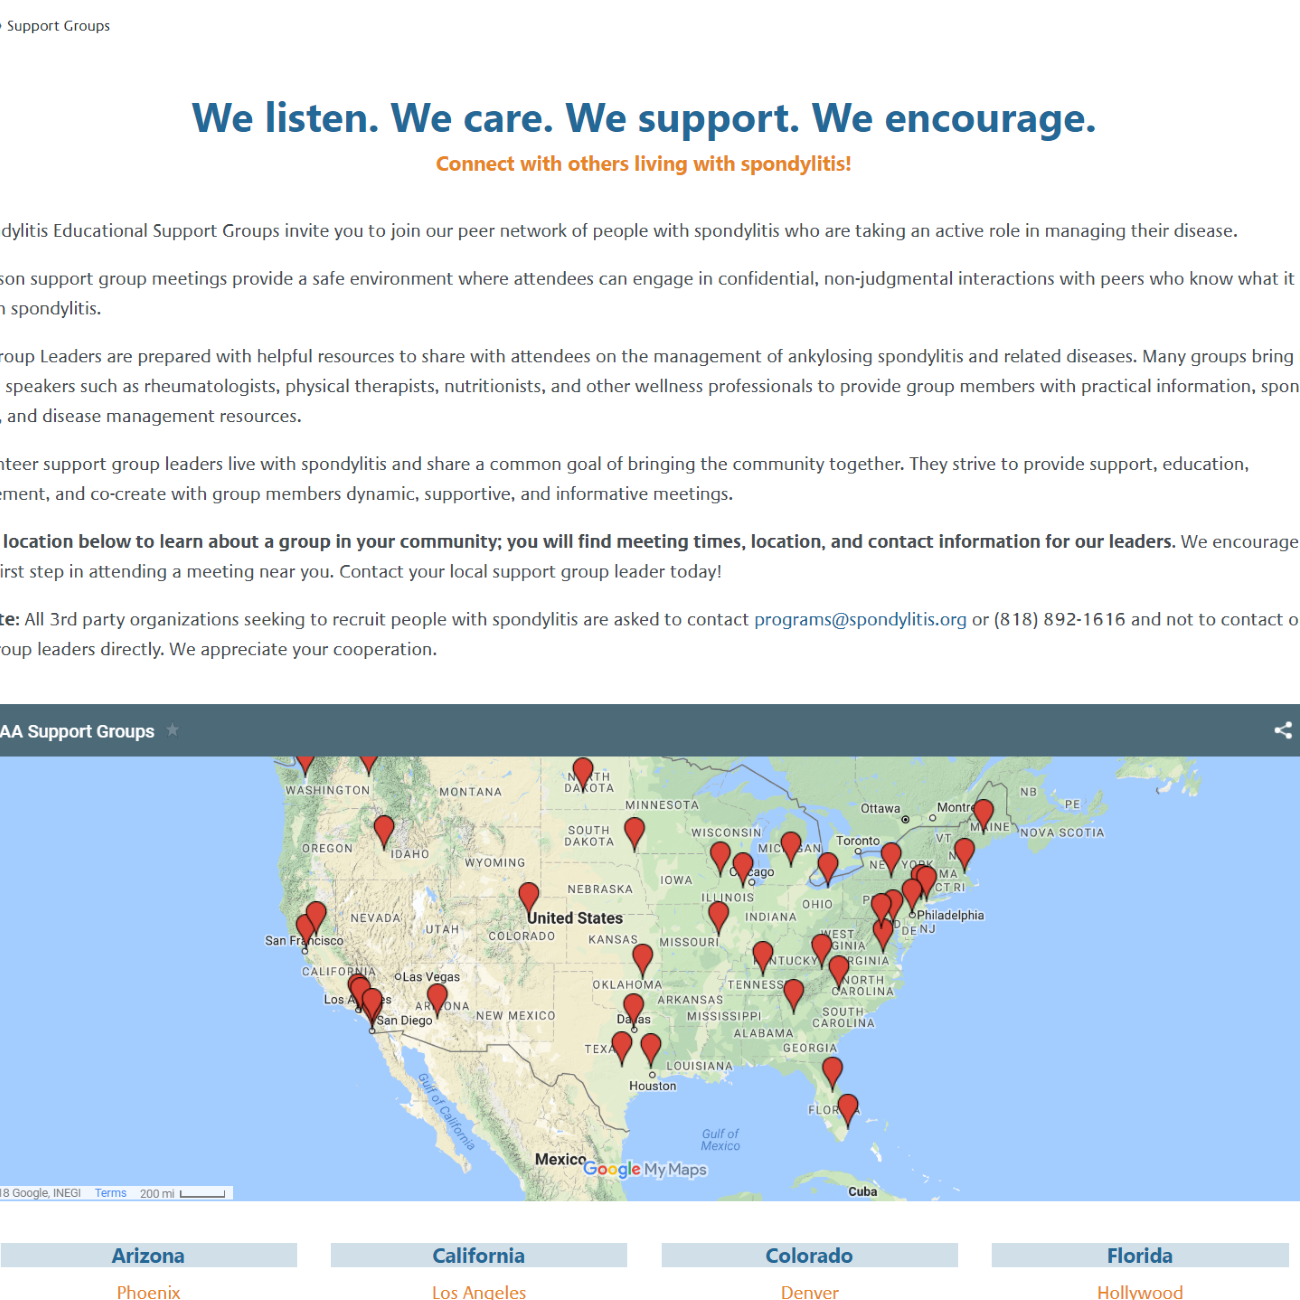 Support Groups
We listen. We care. We support. We encourage.
Connect with others living with spondylitis!
dylitis Educational Support Groups invite you to join our peer network of people with spondylitis who are taking an active role in managing their disease.
son support group meetings provide a safe environment where attendees can engage in confidential, non-judgmental interactions with peers who know what it
spondylitis.
roup Leaders are prepared with helpful resources to share with attendees on the management of ankylosing spondylitis and related diseases. Many groups bring
speakers such as rheumatologists, physical therapists, nutritionists, and other wellness professionals to provide group members with practical information, spon
, and disease management resources.
nteer support group leaders live with spondylitis and share a common goal of bringing the community together. They strive to provide support, education,
ement, and co-create with group members dynamic, supportive, and informative meetings.
location below to learn about a group in your community; you will find meeting times, location, and contact information for our leaders. We encourage
irst step in attending a meeting near you. Contact your local support group leader today!
te: All 3rd party organizations seeking to recruit people with spondylitis are asked to contact programs@spondylitis.org or (818) 892-1616 and not to contact o
oup leaders directly. We appreciate your cooperation.
AA Support Groups
WASHINGTON
MONTANA
NORTH DAKOTA
MINNESOTA
Ottawa
Montre
NB
PE
MAINE
NOVA SCOTIA
OREGON
IDAHO
SOUTH DAKOTA
WISCONSIN
MICHIGAN
Toronto
VT
NEW YORK
MA
CT RI
WYOMING
IOWA
Chicago
NEBRASKA
ILLINOIS
INDIANA
OHIO
Philadelphia
DE NJ
NEVADA
UTAH
COLORADO
United States
KANSAS
MISSOURI
WEST VIRGINIA
KENTUCKY
VIRGINIA
San Francisco
CALIFORNIA
Las Vegas
Los Angeles
San Diego
ARIZONA
NEW MEXICO
OKLAHOMA
ARKANSAS
TENNESS
NORTH CAROLINA
MISSISSIPPI
SOUTH CAROLINA
Dallas
ALABAMA
GEORGIA
TEXAS
LOUISIANA
Houston
FLORIDA
Gulf of California
Gulf of Mexico
Mexico
Google My Maps
Cuba
18 Google, INEGI Terms 200 mi
Arizona California Colorado Florida
Phoenix Los Angeles Denver Hollywood